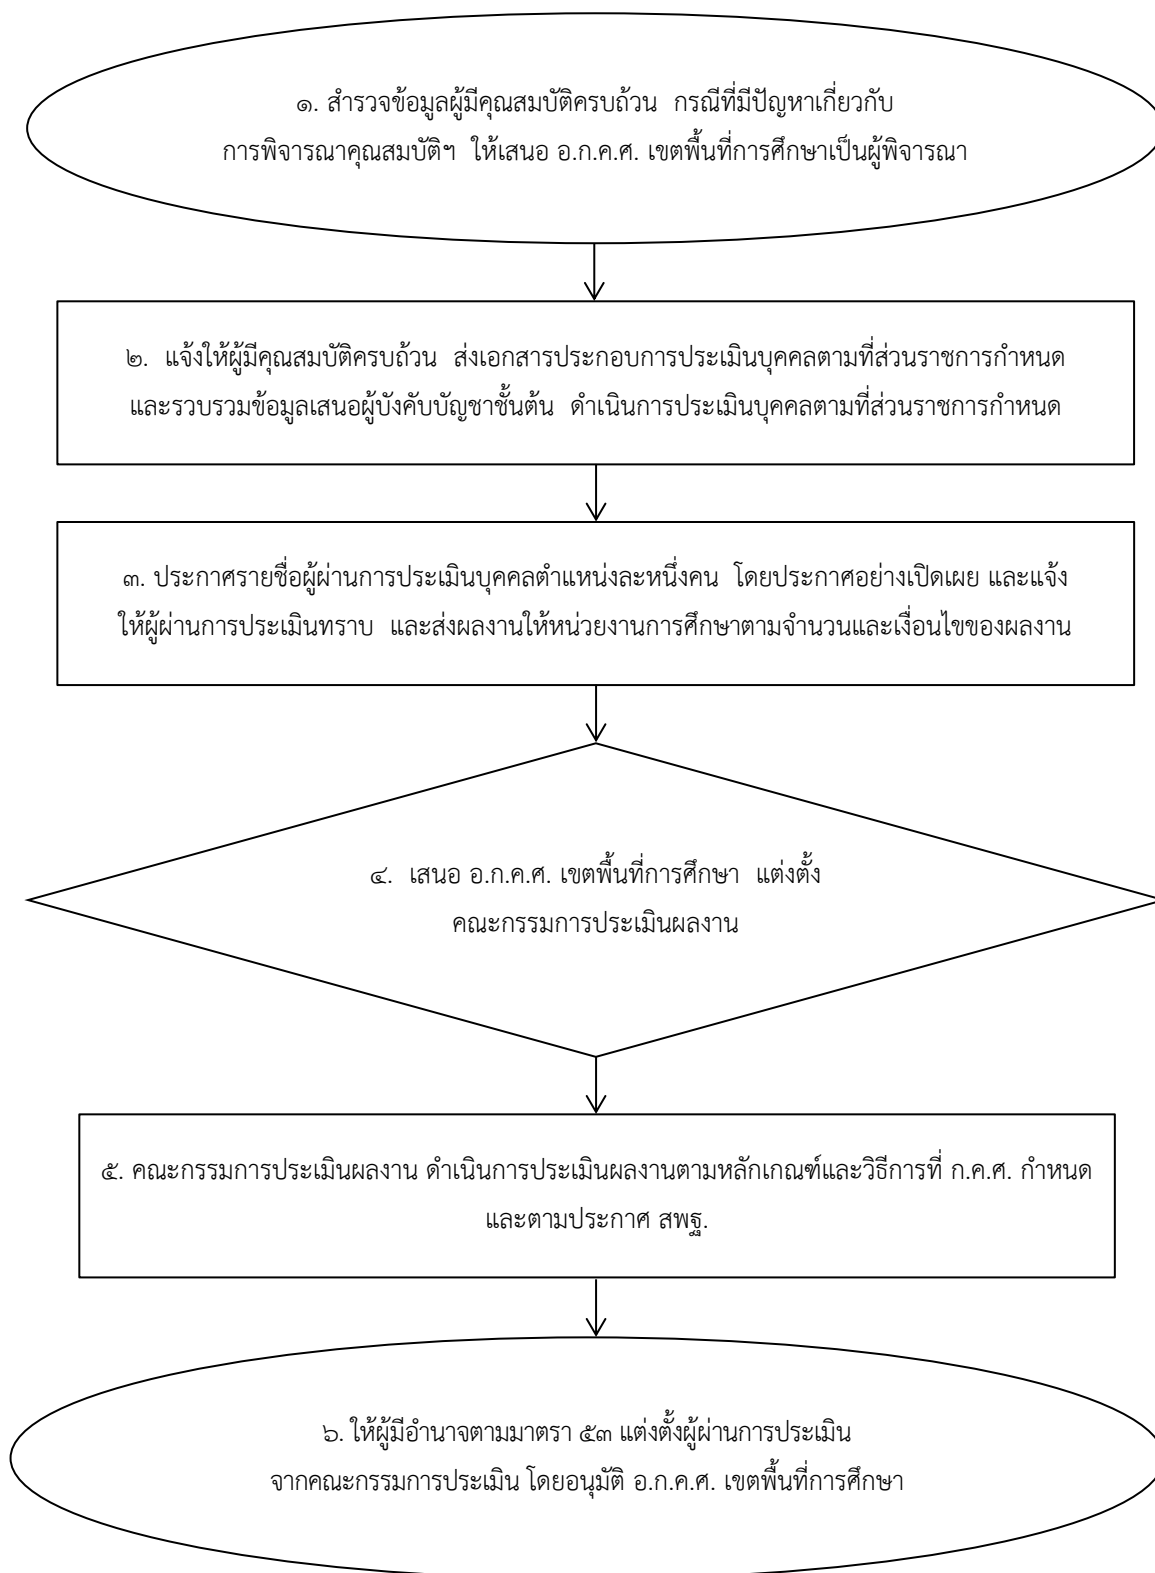 ๑. สำรวจข้อมูลผู้มีคุณสมบัติครบถ้วน กรณีที่มีปัญหาเกี่ยวกับ
การพิจารณาคุณสมบัติฯ ให้เสนอ อ.ก.ค.ศ. เขตพื้นที่การศึกษาเป็นผู้พิจารณา
๒. แจ้งให้ผู้มีคุณสมบัติครบถ้วน ส่งเอกสารประกอบการประเมินบุคคลตามที่ส่วนราชการกำหนด
และรวบรวมข้อมูลเสนอผู้บังคับบัญชาชั้นต้น ดำเนินการประเมินบุคคลตามที่ส่วนราชการกำหนด
๓. ประกาศรายชื่อผู้ผ่านการประเมินบุคคลตำแหน่งละหนึ่งคน โดยประกาศอย่างเปิดเผย และแจ้ง
ให้ผู้ผ่านการประเมินทราบ และส่งผลงานให้หน่วยงานการศึกษาตามจำนวนและเงื่อนไขของผลงาน
๔. เสนอ อ.ก.ค.ศ. เขตพื้นที่การศึกษา แต่งตั้ง
คณะกรรมการประเมินผลงาน
๕. คณะกรรมการประเมินผลงาน ดำเนินการประเมินผลงานตามหลักเกณฑ์และวิธีการที่ ก.ค.ศ. กำหนด
และตามประกาศ สพฐ.
๖. ให้ผู้มีอำนาจตามมาตรา ๕๓ แต่งตั้งผู้ผ่านการประเมิน
จากคณะกรรมการประเมิน โดยอนุมัติ อ.ก.ค.ศ. เขตพื้นที่การศึกษา